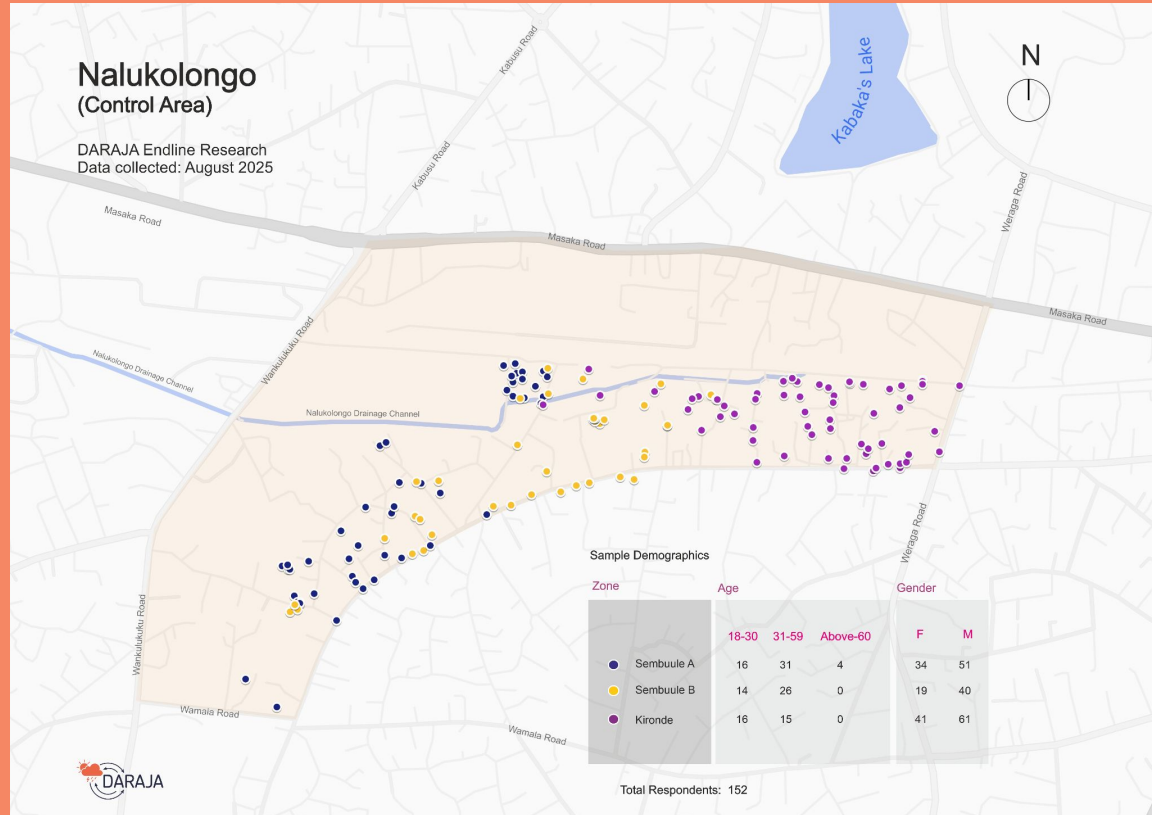 Nalukolongo
(Control Area)
DARAJA Endline Research
Data collected: August 2025
N
Kabaka's Lake
Kabusu Road
Kabusu Road
Masaka Road
Masaka Road
Masaka Road
Weraga Road
Weraga Road
Wankulukuku Road
Wankulukuku Road
Nalukolongo Drainage Channel
Nalukolongo Drainage Channel
Wamala Road
Wamala Road
Sample Demographics
Zone Age Gender
18-30 31-59 Above-60 F M
Sembuule A 16 31 4 34 51
Sembuule B 14 26 0 19 40
Kironde 16 15 0 41 61
Total Respondents: 152
DARAJA